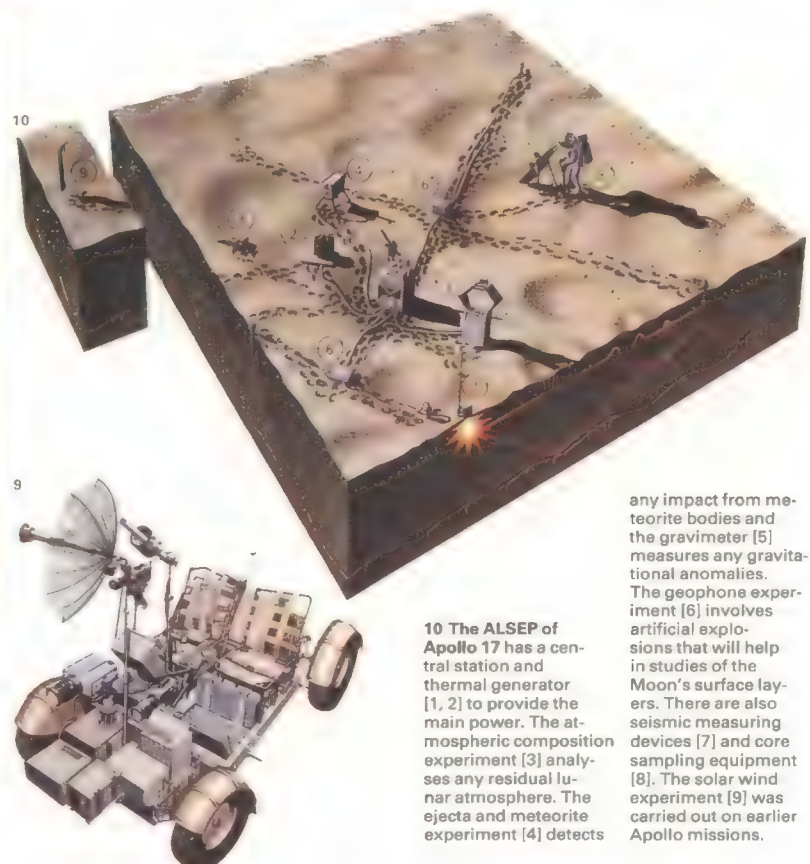 10
9
6
6
9
10 The ALSEP of
Apollo 17 has a cen-
tral station and
thermal generator
[1, 2] to provide the
main power. The at-
mospheric composition
experiment [3] analy-
ses any residual lu-
nar atmosphere. The
ejecta and meteorite
experiment [4] detects
any impact from me-
teorite bodies and
the gravimeter [5]
measures any gravita-
tional anomalies.
The geophone exper-
iment [6] involves
artificial explo-
sions that will help
in studies of the
Moon's surface lay-
ers. There are also
seismic measuring
devices [7] and core
sampling equipment
[8]. The solar wind
experiment [9] was
carried out on earlier
Apollo missions.